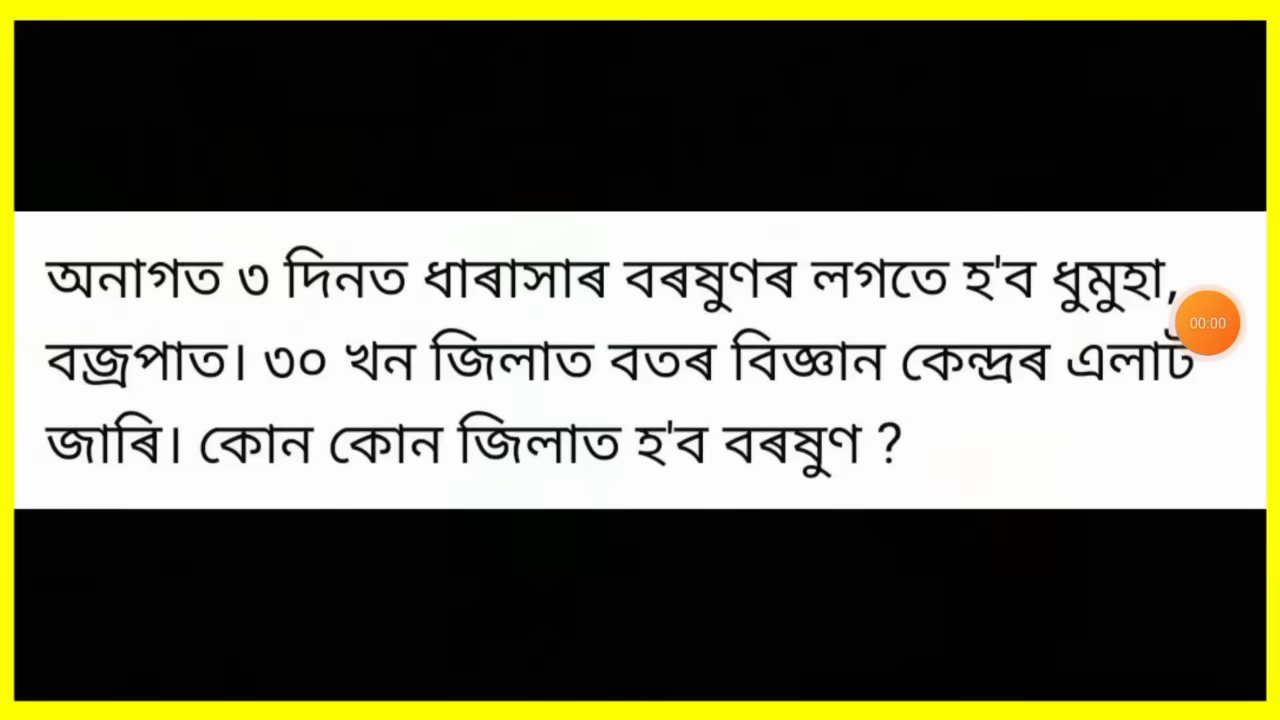 অনাগত ৩ দিনত ধাৰাসাৰ বৰষুণৰ লগতে হ'ব ধুমুহা,
বজ্ৰপাত। ৩০ খন জিলাত বতৰ বিজ্ঞান কেন্দ্ৰৰ এলাৰ্ট
জাৰি। কোন কোন জিলাত হ'ব বৰষুণ ?
00:00